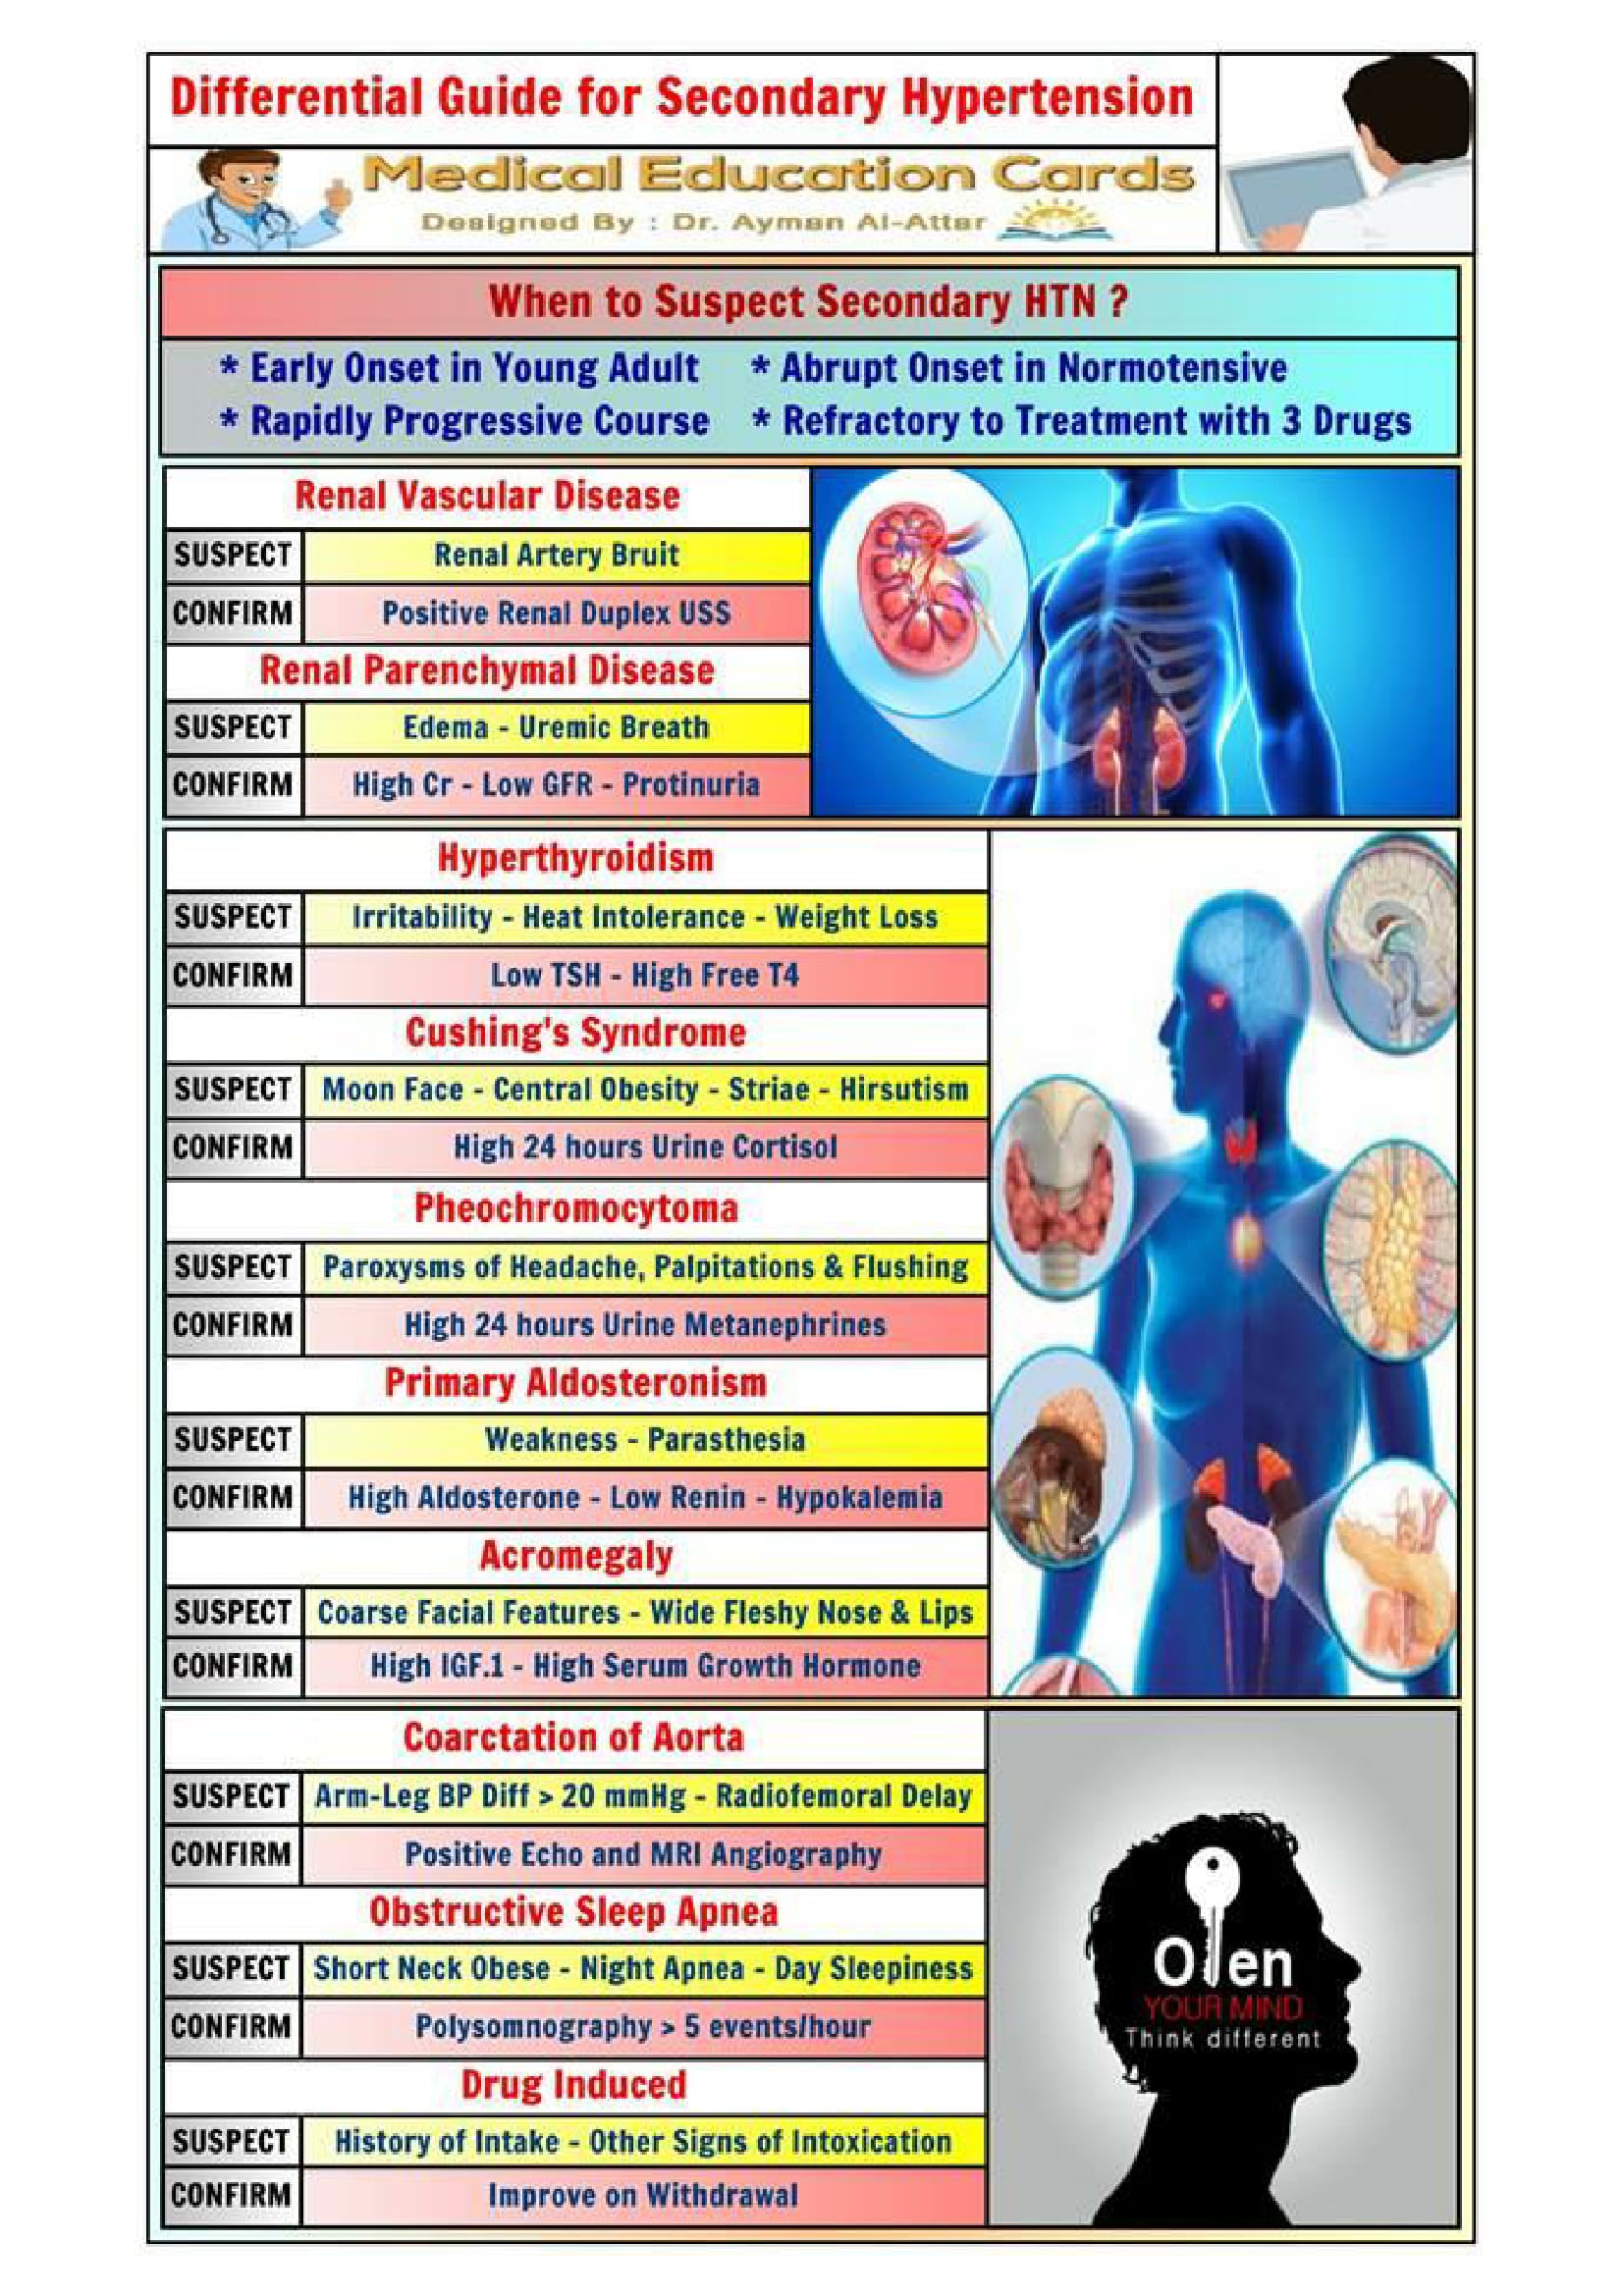 Differential Guide for Secondary Hypertension
Medical Education Cards
Designed By : Dr. Ayman Al-Attar
When to Suspect Secondary HTN ?
* Early Onset in Young Adult * Abrupt Onset in Normotensive
* Rapidly Progressive Course * Refractory to Treatment with 3 Drugs
Renal Vascular Disease
SUSPECT Renal Artery Bruit
CONFIRM Positive Renal Duplex USS
Renal Parenchymal Disease
SUSPECT Edema - Uremic Breath
CONFIRM High Cr - Low GFR - Protinuria
Hyperthyroidism
SUSPECT Irritability - Heat Intolerance - Weight Loss
CONFIRM Low TSH - High Free T4
Cushing's Syndrome
SUSPECT Moon Face - Central Obesity - Striae - Hirsutism
CONFIRM High 24 hours Urine Cortisol
Pheochromocytoma
SUSPECT Paroxysms of Headache, Palpitations & Flushing
CONFIRM High 24 hours Urine Metanephrines
Primary Aldosteronism
SUSPECT Weakness - Parasthesia
CONFIRM High Aldosterone - Low Renin - Hypokalemia
Acromegaly
SUSPECT Coarse Facial Features - Wide Fleshy Nose & Lips
CONFIRM High IGF.1 - High Serum Growth Hormone
Coarctation of Aorta
SUSPECT Arm-Leg BP Diff > 20 mmHg - Radiofemoral Delay
CONFIRM Positive Echo and MRI Angiography
Obstructive Sleep Apnea
SUSPECT Short Neck Obese - Night Apnea - Day Sleepiness
CONFIRM Polysomnography > 5 events/hour
Drug Induced
SUSPECT History of Intake - Other Signs of Intoxication
CONFIRM Improve on Withdrawal
Open
YOUR MIND
Think different